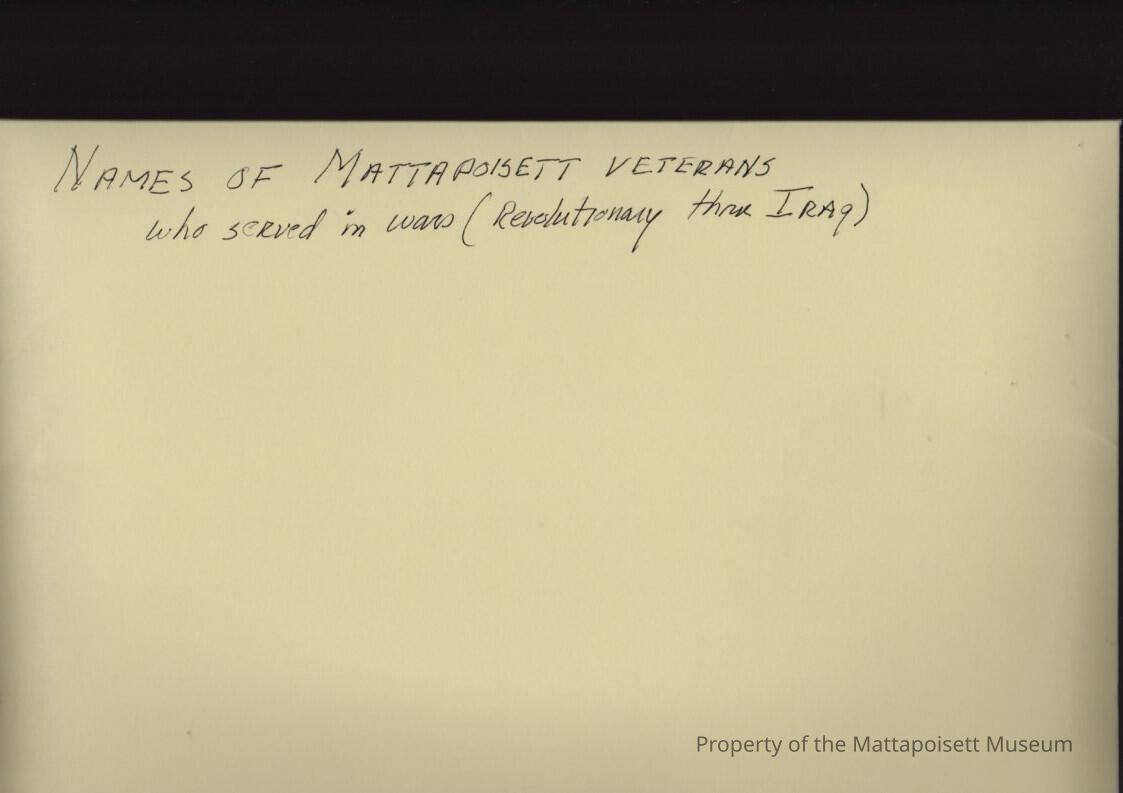 NAMES OF MATTAPOISETT VETERANS
who served in wars (Revolutionary thru IRAq)
Property of the Mattapoisett Museum